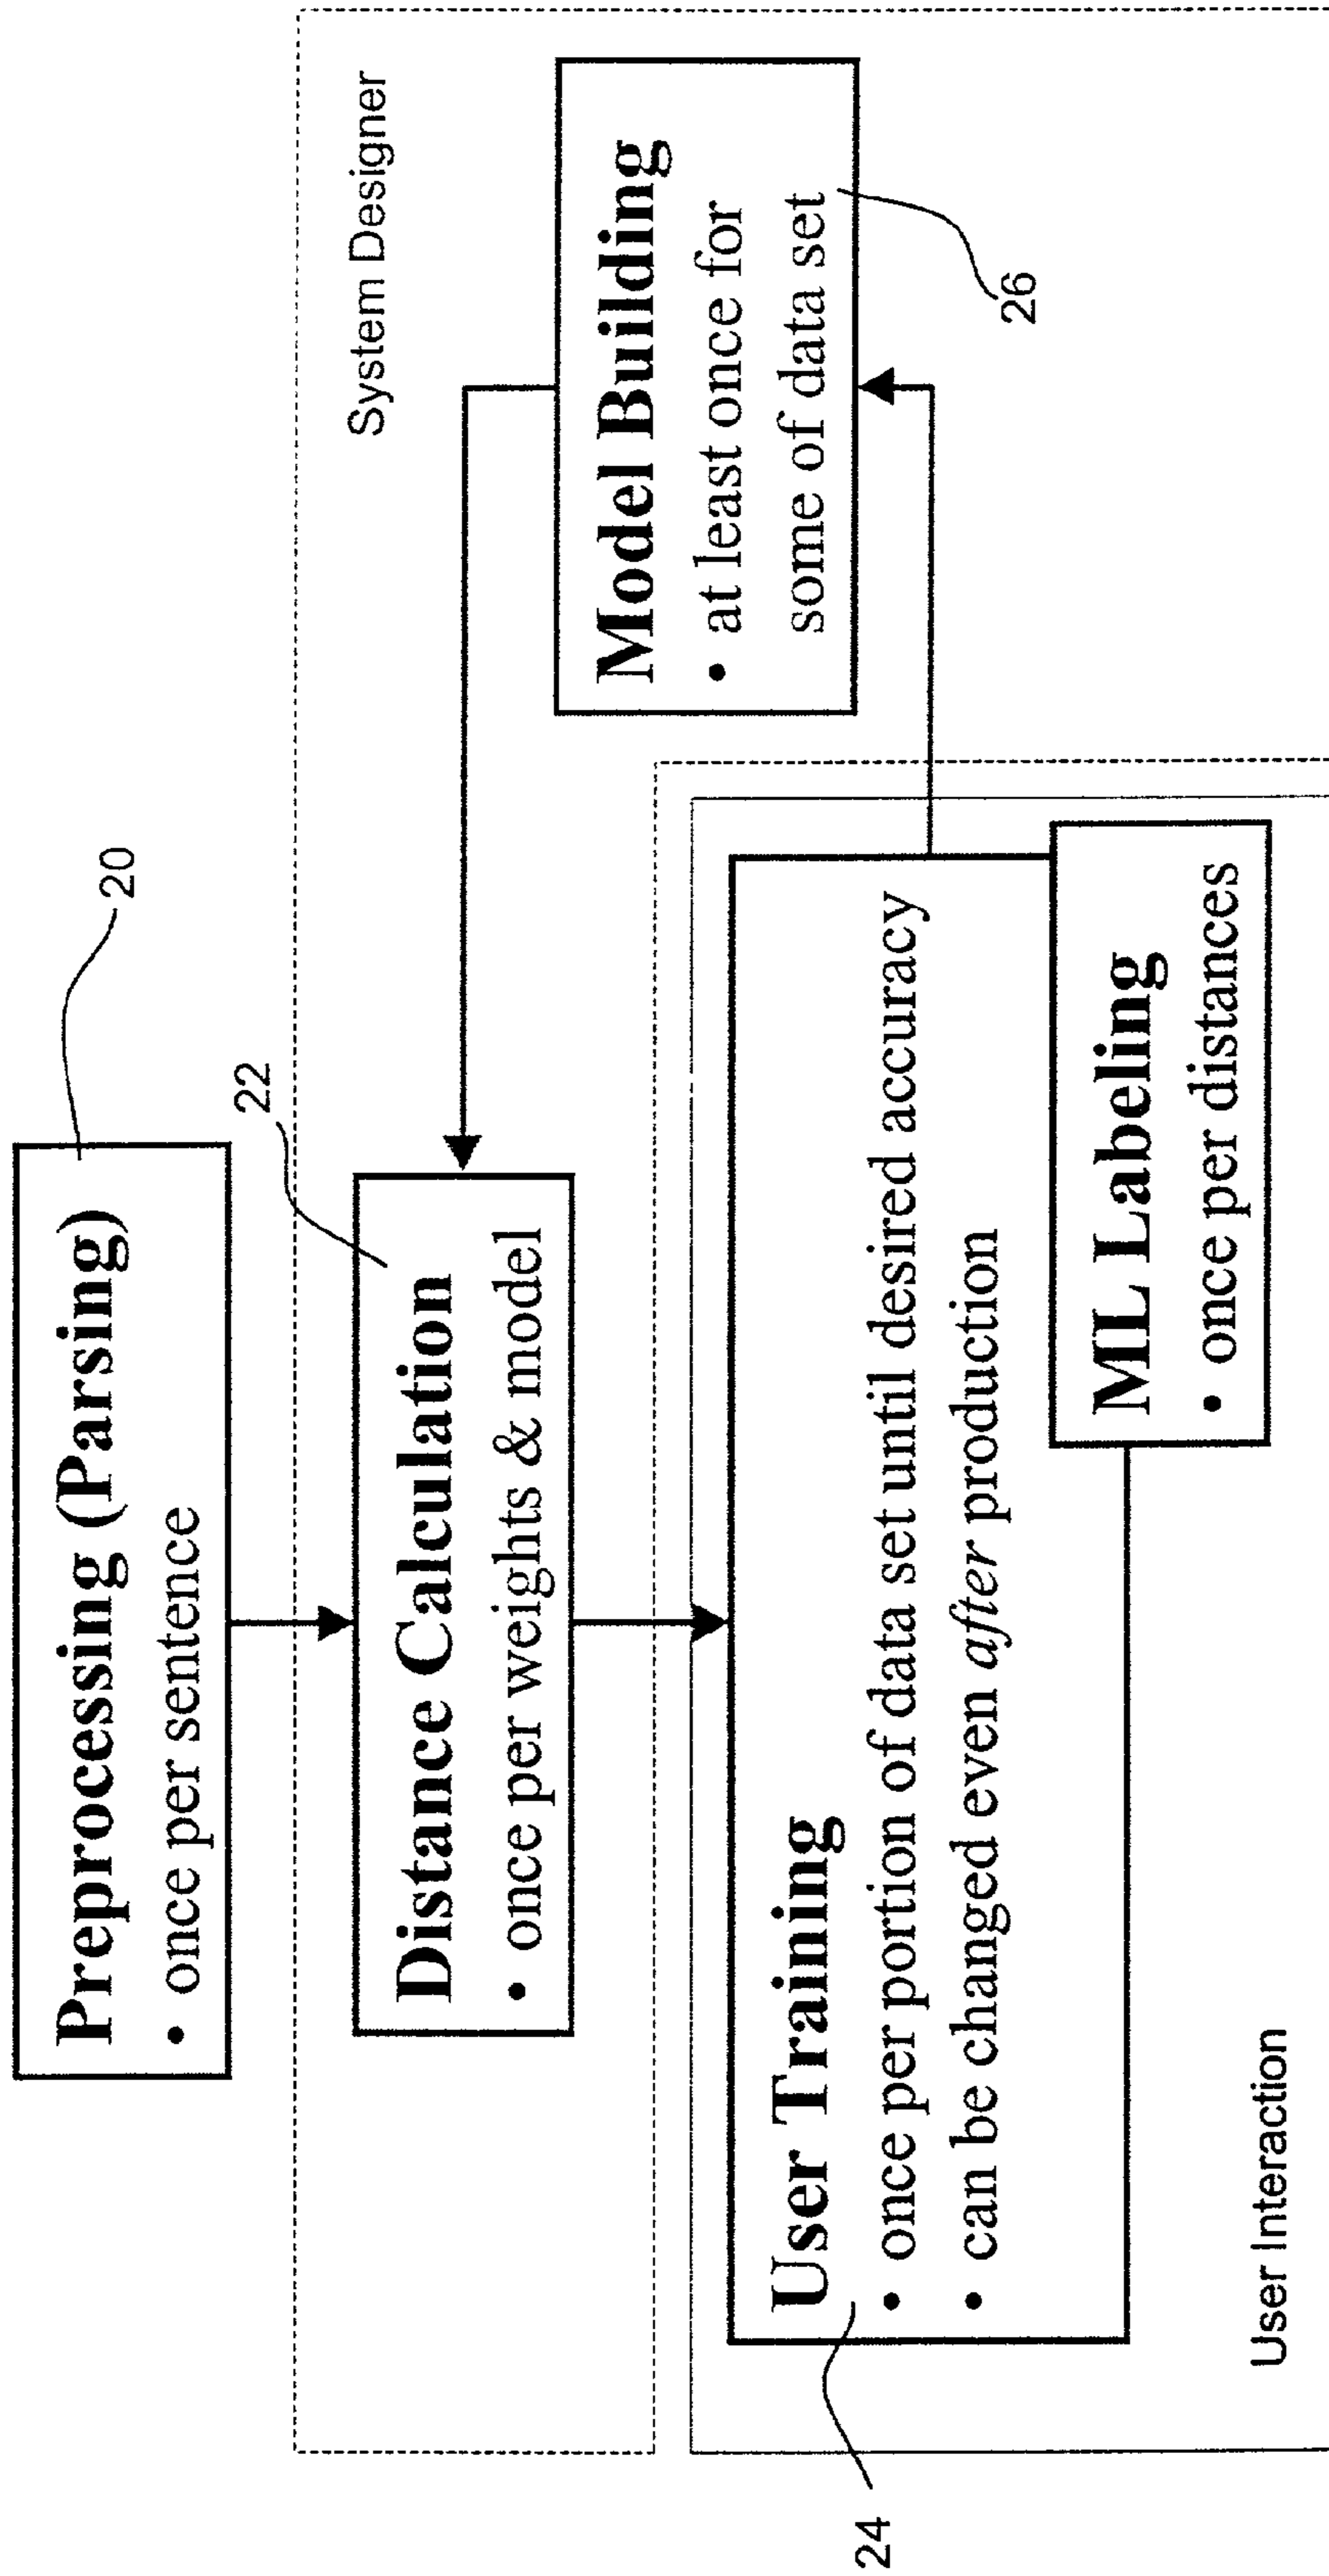 Preprocessing (Parsing)
• once per sentence
20
System Designer
22
Distance Calculation
• once per weights & model
Model Building
• at least once for
some of data set
26
User Training
• once per portion of data set until desired accuracy
• can be changed even after production
24
ML Labeling
• once per distances
User Interaction